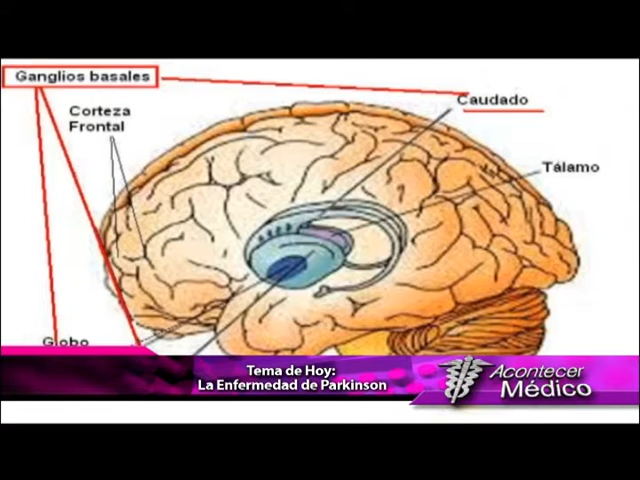 Ganglios basales
Caudado
Corteza
Frontal
Tálamo
Globo
Tema de Hoy:
La Enfermedad de Parkinson
Acontecer
Médico